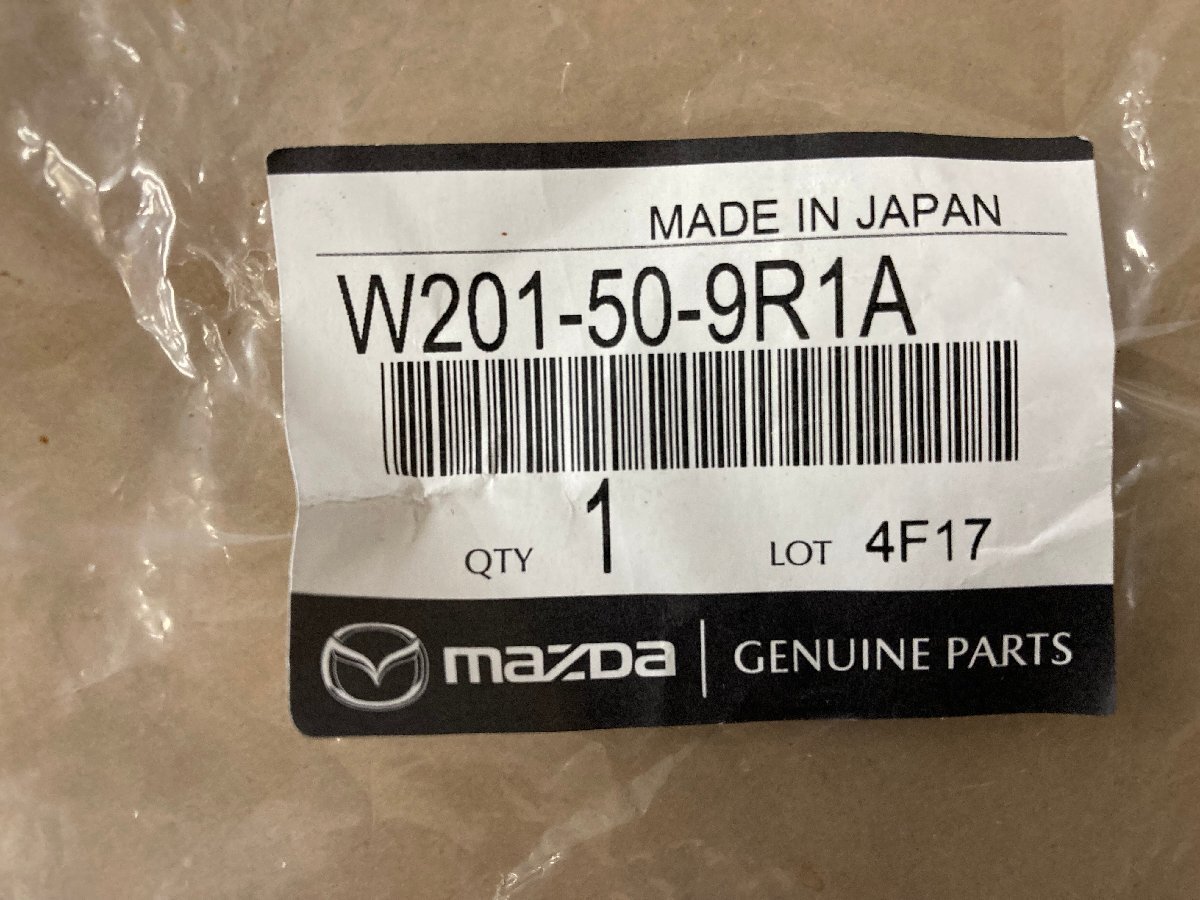 MADE IN JAPAN
W201-50-9R1A
QTY 1 LOT 4F17
mazda GENUINE PARTS